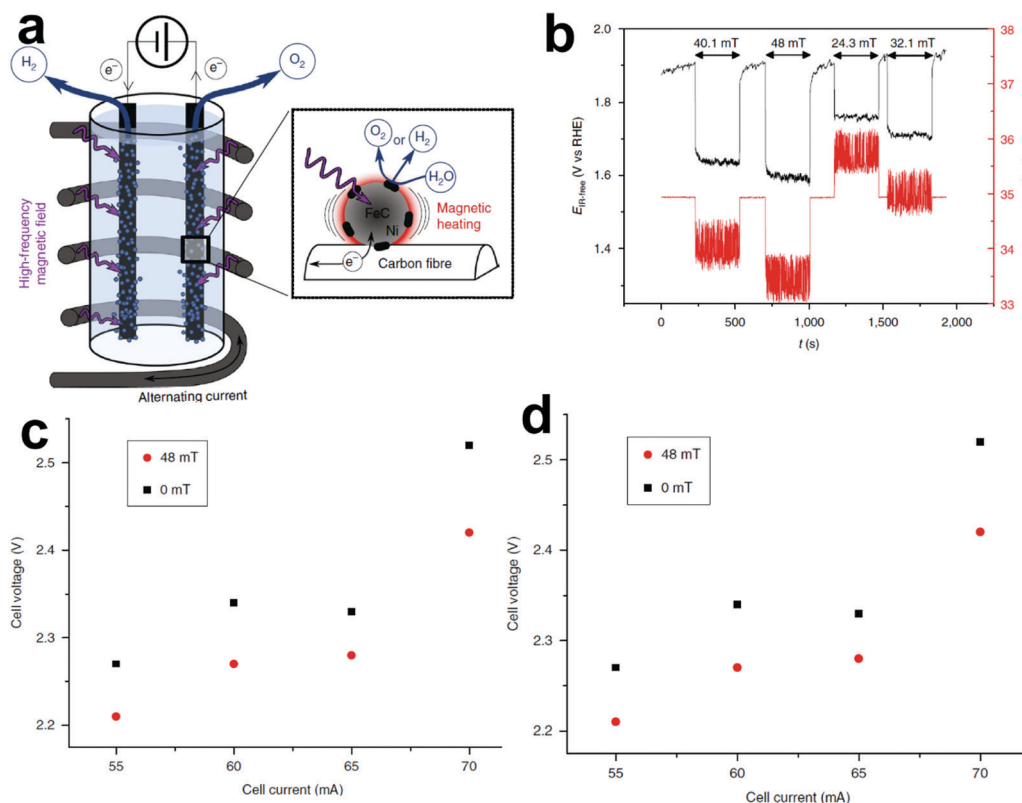 a
H₂
O₂
e⁻
e⁻
High-frequency
magnetic field
Alternating current
O₂ or H₂
H₂O
FeC
Ni
Magnetic
heating
e⁻
Carbon fibre
b
40.1 mT 48 mT 24.3 mT 32.1 mT
2.0
1.8
1.6
1.4
E_IR-free (V vs RHE)
38
37
36
35
34
33
0 500 1,000 1,500 2,000
t (s)
c
48 mT
0 mT
2.5
2.4
2.3
2.2
Cell voltage (V)
55 60 65 70
Cell current (mA)
d
48 mT
0 mT
2.5
2.4
2.3
2.2
Cell voltage (V)
55 60 65 70
Cell current (mA)